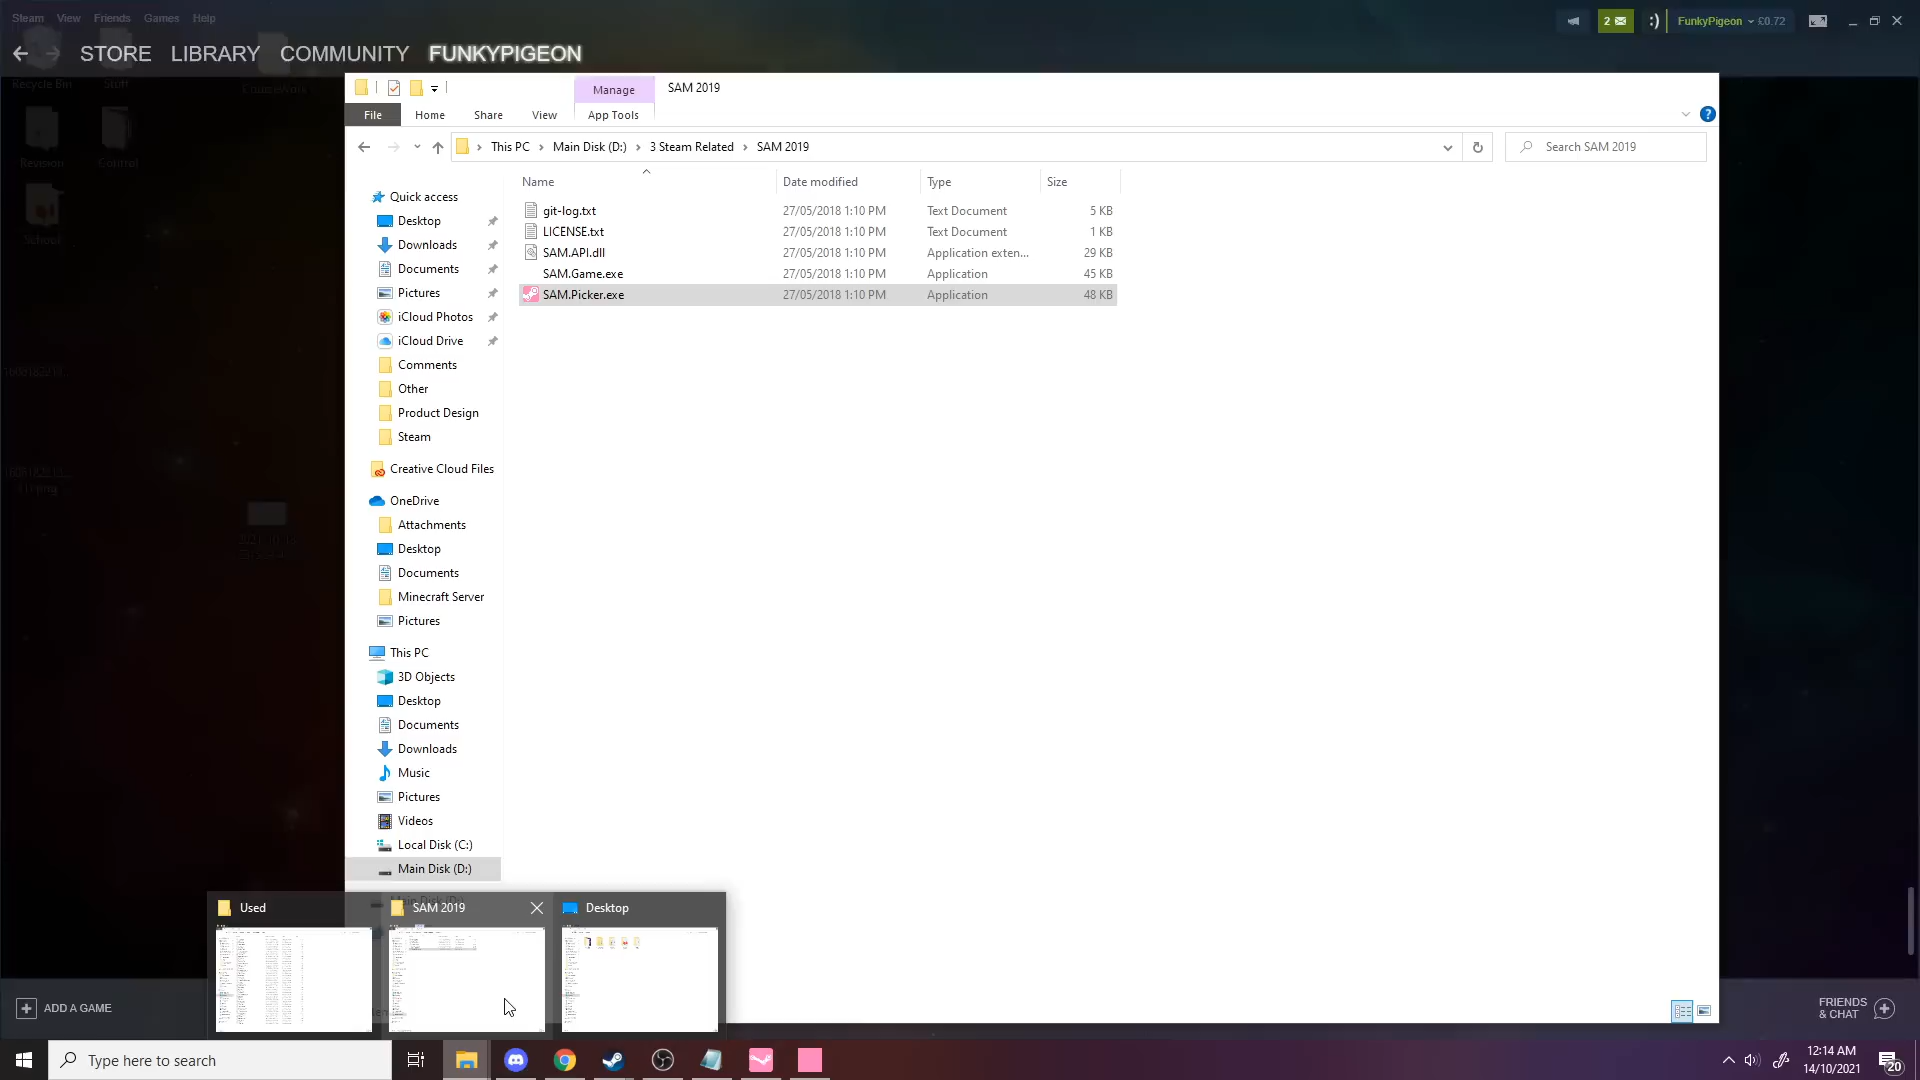 Steam View Friends Games Help
2
FunkyPigeon £0.72
STORE LIBRARY COMMUNITY FUNKYPIGEON
Recycle Bin
Stuff
Revision
Control
School
Manage
SAM 2019
File
Home
Share
View
App Tools
This PC
Main Disk (D:)
3 Steam Related
SAM 2019
Search SAM 2019
Name
Date modified
Type
Size
git-log.txt 27/05/2018 1:10 PM Text Document 5 KB
LICENSE.txt 27/05/2018 1:10 PM Text Document 1 KB
SAM.API.dll 27/05/2018 1:10 PM Application exten... 29 KB
SAM.Game.exe 27/05/2018 1:10 PM Application 45 KB
SAM.Picker.exe 27/05/2018 1:10 PM Application 48 KB
Quick access
Desktop
Downloads
Documents
Pictures
iCloud Photos
iCloud Drive
Comments
Other
Product Design
Steam
Creative Cloud Files
OneDrive
Attachments
Desktop
Documents
Minecraft Server
Pictures
This PC
3D Objects
Desktop
Documents
Downloads
Music
Pictures
Videos
Local Disk (C:)
Main Disk (D:)
Used
SAM 2019
Desktop
ADD A GAME
FRIENDS
& CHAT
Type here to search
12:14 AM
14/10/2021
20